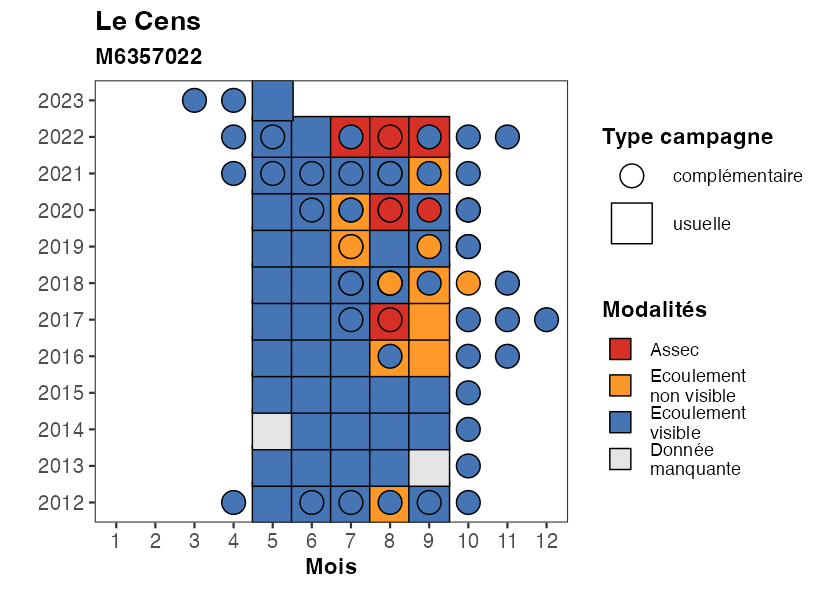 Le Cens
M6357022
2023
2022
2021
2020
2019
2018
2017
2016
2015
2014
2013
2012
1 2 3 4 5 6 7 8 9 10 11 12
Mois
Type campagne
complémentaire
usuelle
Modalités
Assec
Ecoulement
non visible
Ecoulement
visible
Donnée
manquante